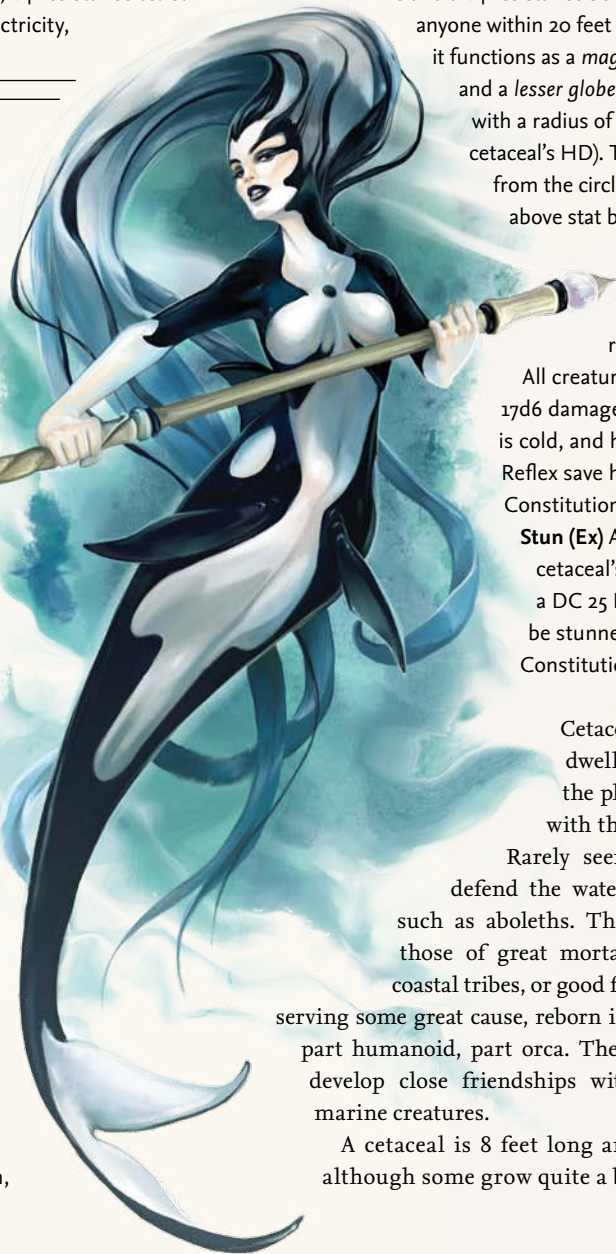 ctricity,
anyone within 20 feet
it functions as a mag
and a lesser globe
with a radius of
cetaceal's HD). T
from the circl
above stat b
r
All creatur
17d6 damage
is cold, and h
Reflex save h
Constitution
Stun (Ex) A
cetaceal's
a DC 25
be stunne
Constitutio
Cetac
dwell
the pl
with th
Rarely see
defend the wate
such as aboleths. Th
those of great morta
coastal tribes, or good f
serving some great cause, reborn i
part humanoid, part orca. The
develop close friendships wit
marine creatures.
A cetaceal is 8 feet long a
although some grow quite a b